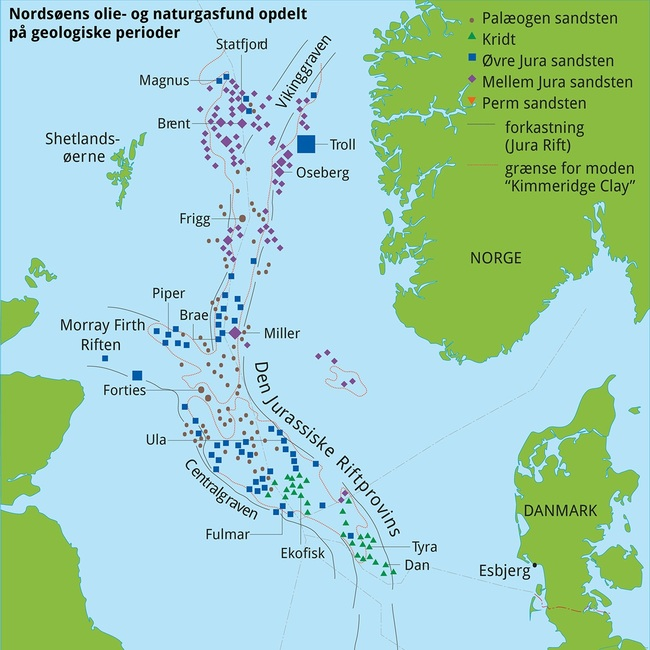 Nordsøens olie- og naturgasfund opdelt
på geologiske perioder
Palæogen sandsten
Kridt
Øvre Jura sandsten
Mellem Jura sandsten
Perm sandsten
forkastning
(Jura Rift)
grænse for moden
“Kimmeridge Clay”
Statfjord
Vikinggraven
Magnus
Brent
Troll
Shetlands-
øerne
Oseberg
Frigg
NORGE
Piper
Brae
Morray Firth
Riften
Miller
Forties
Den Jurassiske Riftprovins
Ula
Centralgraven
DANMARK
Fulmar
Ekofisk
Tyra
Dan
Esbjerg